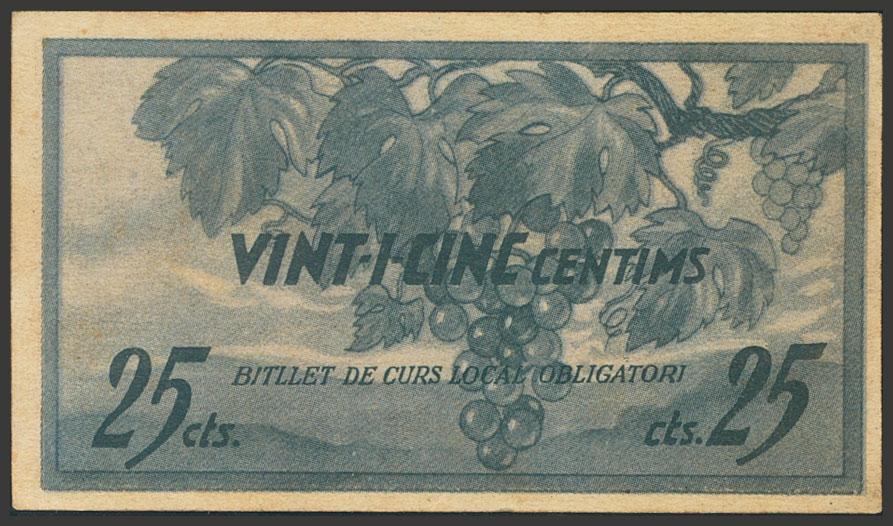 VINT-I-CINC CENTIMS
BITLLET DE CURS LOCAL OBLIGATORI
25 cts.
cts. 25